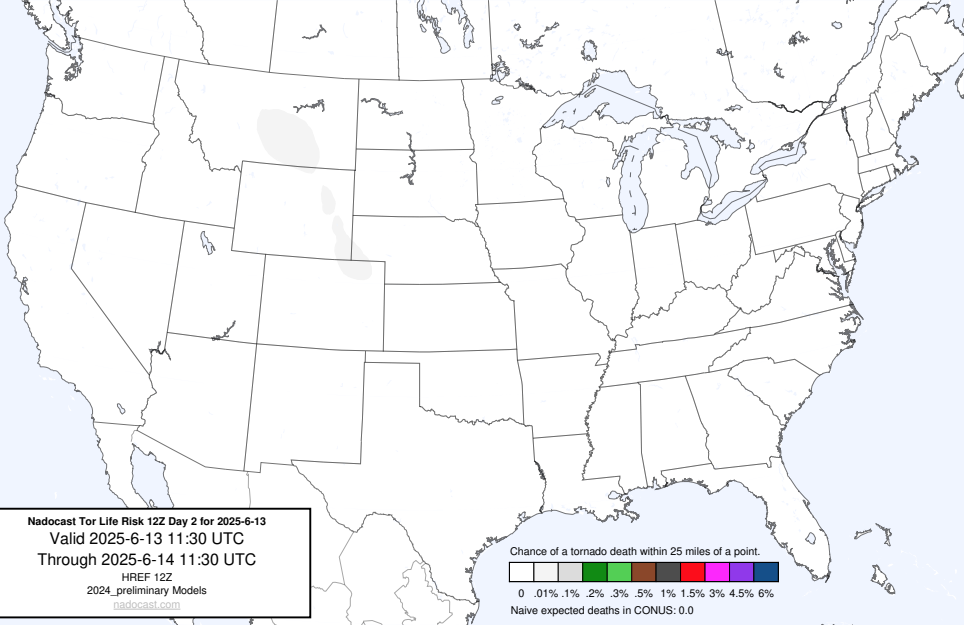 Nadocast Tor Life Risk 12Z Day 2 for 2025-6-13
Valid 2025-6-13 11:30 UTC
Through 2025-6-14 11:30 UTC
HREF 12Z
2024_preliminary Models
nadocast.com
Chance of a tornado death within 25 miles of a point.
0 .01% .1% .2% .3% .5% 1% 1.5% 3% 4.5% 6%
Naive expected deaths in CONUS: 0.0